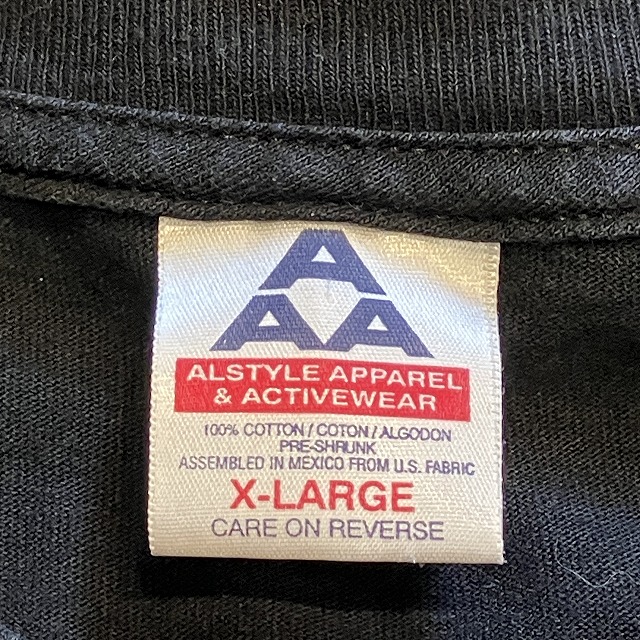 A
A A
ALSTYLE APPAREL
& ACTIVEWEAR
100% COTTON / COTON / ALGODON
PRE-SHRUNK
ASSEMBLED IN MEXICO FROM U.S. FABRIC
X-LARGE
CARE ON REVERSE